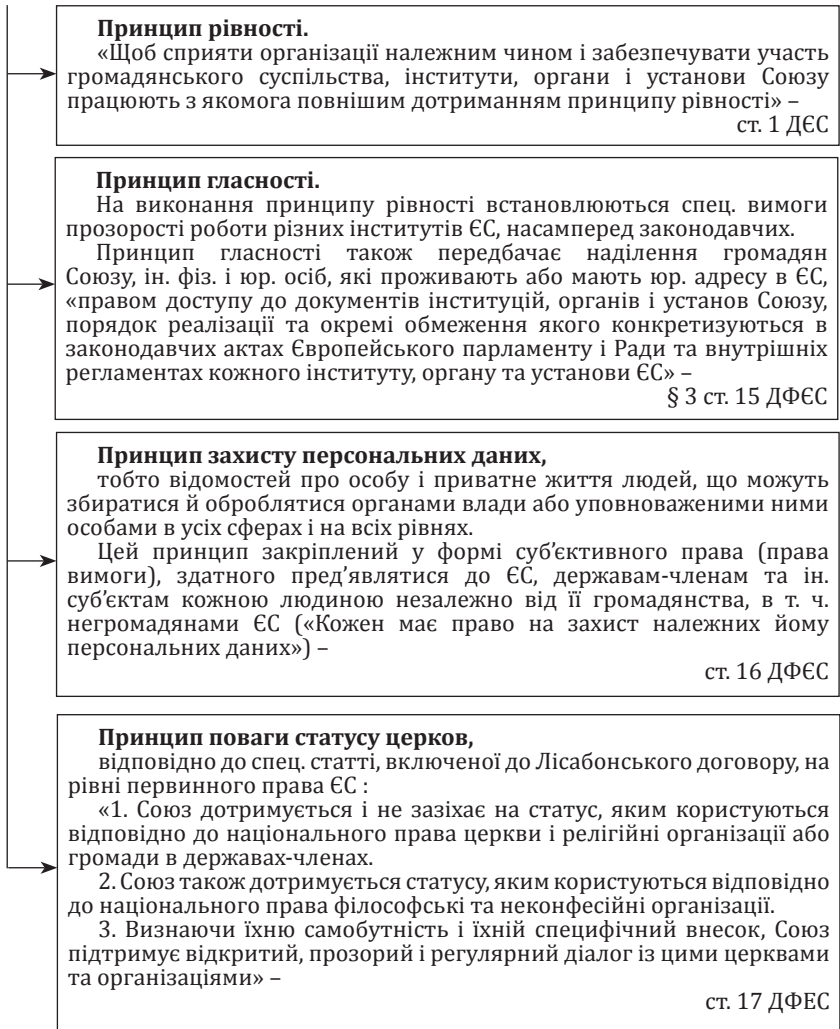 Принцип рівності.
«Щоб сприяти організації належним чином і забезпечувати участь
громадянського суспільства, інститути, органи і установи Союзу
працюють з якомога повнішим дотриманням принципу рівності» –
ст. 1 ДЄС
Принцип гласності.
На виконання принципу рівності встановлюються спец. вимоги
прозорості роботи різних інститутів ЄС, насамперед законодавчих.
Принцип гласності також передбачає наділення громадян
Союзу, ін. фіз. і юр. осіб, які проживають або мають юр. адресу в ЄС,
«правом доступу до документів інституцій, органів і установ Союзу,
порядок реалізації та окремі обмеження якого конкретизуються в
законодавчих актах Європейського парламенту і Ради та внутрішніх
регламентах кожного інституту, органу та установи ЄС» –
§ 3 ст. 15 ДФЄС
Принцип захисту персональних даних,
тобто відомостей про особу і приватне життя людей, що можуть
збиратися й оброблятися органами влади або уповноваженими ними
особами в усіх сферах і на всіх рівнях.
Цей принцип закріплений у формі суб’єктивного права (права
вимоги), здатного пред’являтися до ЄС, державам-членам та ін.
суб’єктам кожною людиною незалежно від її громадянства, в т. ч.
негромадянами ЄС («Кожен має право на захист належних йому
персональних даних») –
ст. 16 ДФЄС
Принцип поваги статусу церков,
відповідно до спец. статті, включеної до Лісабонського договору, на
рівні первинного права ЄС :
«1. Союз дотримується і не зазіхає на статус, яким користуються
відповідно до національного права церкви і релігійні організації або
громади в державах-членах.
2. Союз також дотримується статусу, яким користуються відповідно
до національного права філософські та неконфесійні організації.
3. Визнаючи їхню самобутність і їхній специфічний внесок, Союз
підтримує відкритий, прозорий і регулярний діалог із цими церквами
та організаціями» –
ст. 17 ДФЕС